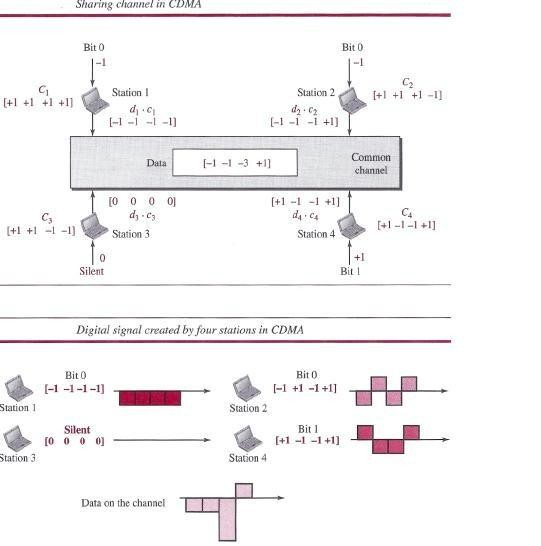 Sharing channel in CDMA
Bit 0
Bit 0
–1
–1
C1
[+1 +1 +1 +1]
Station 1
Station 2
C2
[+1 +1 +1 –1]
d1 · c1
[–1 –1 –1 –1]
d2 · c2
[–1 –1 –1 +1]
Data
[–1 –1 –3 +1]
Common
channel
[0 0 0 0]
d3 · c3
[+1 –1 –1 +1]
d4 · c4
C3
[+1 +1 –1 –1]
Station 3
Station 4
C4
[+1 –1 –1 +1]
0
Silent
+1
Bit 1
Digital signal created by four stations in CDMA
Bit 0
[–1 –1 –1 –1]
Station 1
Bit 0
[–1 +1 –1 +1]
Station 2
Silent
[0 0 0 0]
Station 3
Bit 1
[+1 –1 –1 +1]
Station 4
Data on the channel